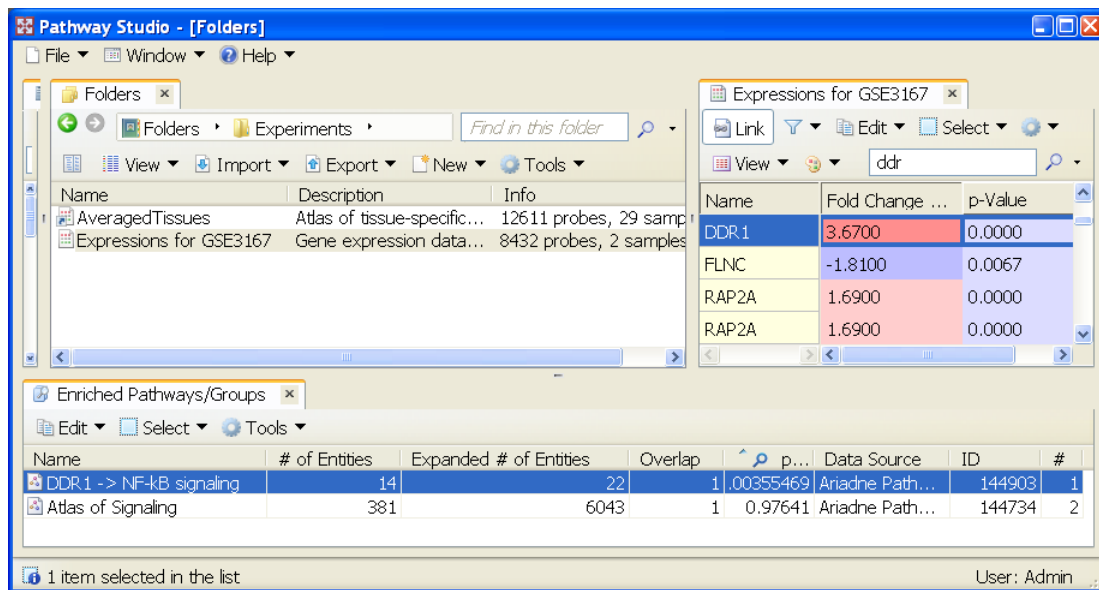 Pathway Studio - [Folders]
File Window Help
Folders
Folders Experiments Find in this folder
View Import Export New Tools
Name Description Info
AveragedTissues Atlas of tissue-specific... 12611 probes, 29 samp
Expressions for GSE3167 Gene expression data... 8432 probes, 2 samples
Expressions for GSE3167
Link Edit Select
View ddr
Name Fold Change ... p-Value
DDR1 3.6700 0.0000
FLNC -1.8100 0.0067
RAP2A 1.6900 0.0000
RAP2A 1.6900 0.0000
Enriched Pathways/Groups
Edit Select Tools
Name # of Entities Expanded # of Entities Overlap p... Data Source ID #
DDR1 -> NF-kB signaling 14 22 1 .00355469 Ariadne Path... 144903 1
Atlas of Signaling 381 6043 1 0.97641 Ariadne Path... 144734 2
1 item selected in the list User: Admin